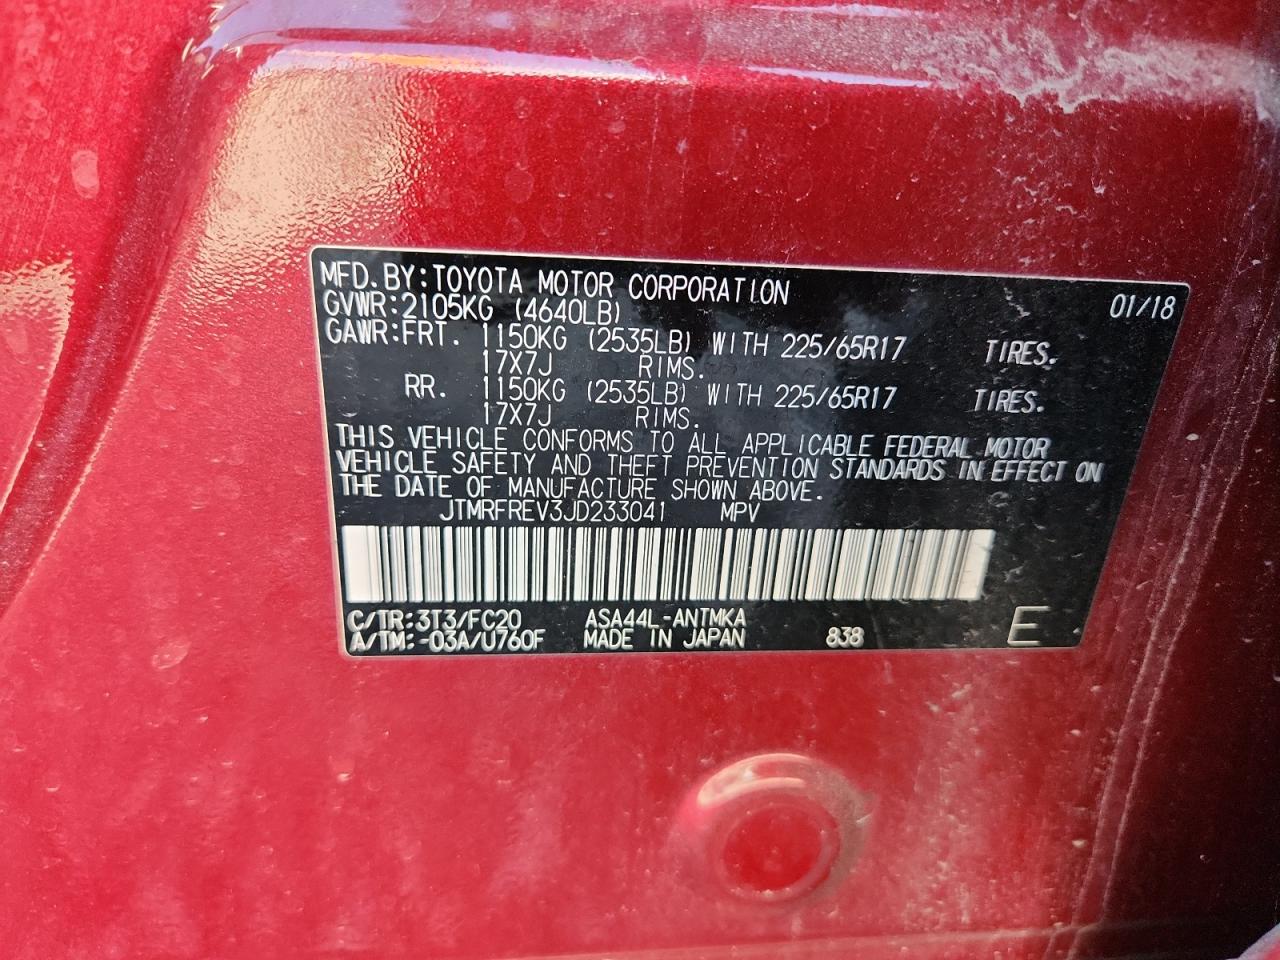 MFD. BY: TOYOTA MOTOR CORPORATION 01/18
GVWR: 2105KG (4640LB)
GAWR: FRT. 1150KG (2535LB) WITH 225/65R17 TIRES.
17X7J RIMS.
RR. 1150KG (2535LB) WITH 225/65R17 TIRES.
17X7J RIMS.
THIS VEHICLE CONFORMS TO ALL APPLICABLE FEDERAL MOTOR
VEHICLE SAFETY AND THEFT PREVENTION STANDARDS IN EFFECT ON
THE DATE OF MANUFACTURE SHOWN ABOVE.
JTMRFREV3JD233041 MPV
C/TR: 3T3/FC20 ASA44L-ANTMKA
A/TM: -03A/U760F MADE IN JAPAN 838 E